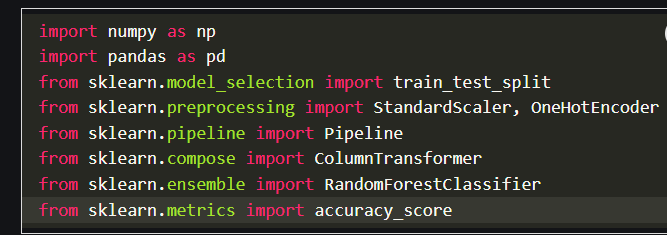 import numpy as np
import pandas as pd
from sklearn.model_selection import train_test_split
from sklearn.preprocessing import StandardScaler, OneHotEncoder
from sklearn.pipeline import Pipeline
from sklearn.compose import ColumnTransformer
from sklearn.ensemble import RandomForestClassifier
from sklearn.metrics import accuracy_score